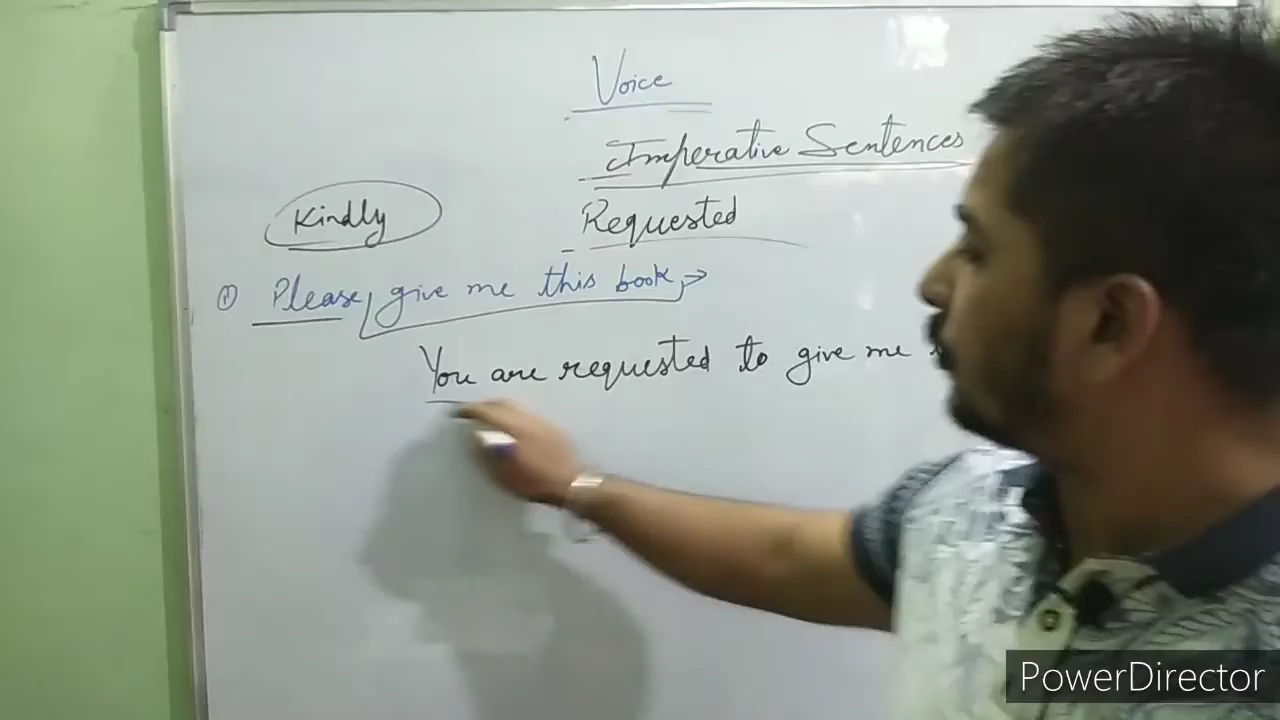 Voice
Imperative Sentences
Kindly
Requested
① Please, give me this book,
You are requested to give me
PowerDirector